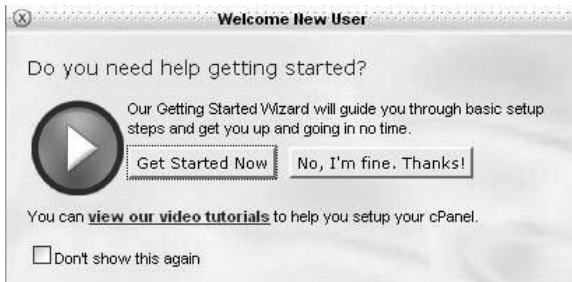 Welcome New User
Do you need help getting started?
Our Getting Started Wizard will guide you through basic setup
steps and get you up and going in no time.
Get Started Now
No, I'm fine. Thanks!
You can view our video tutorials to help you setup your cPanel.
Don't show this again